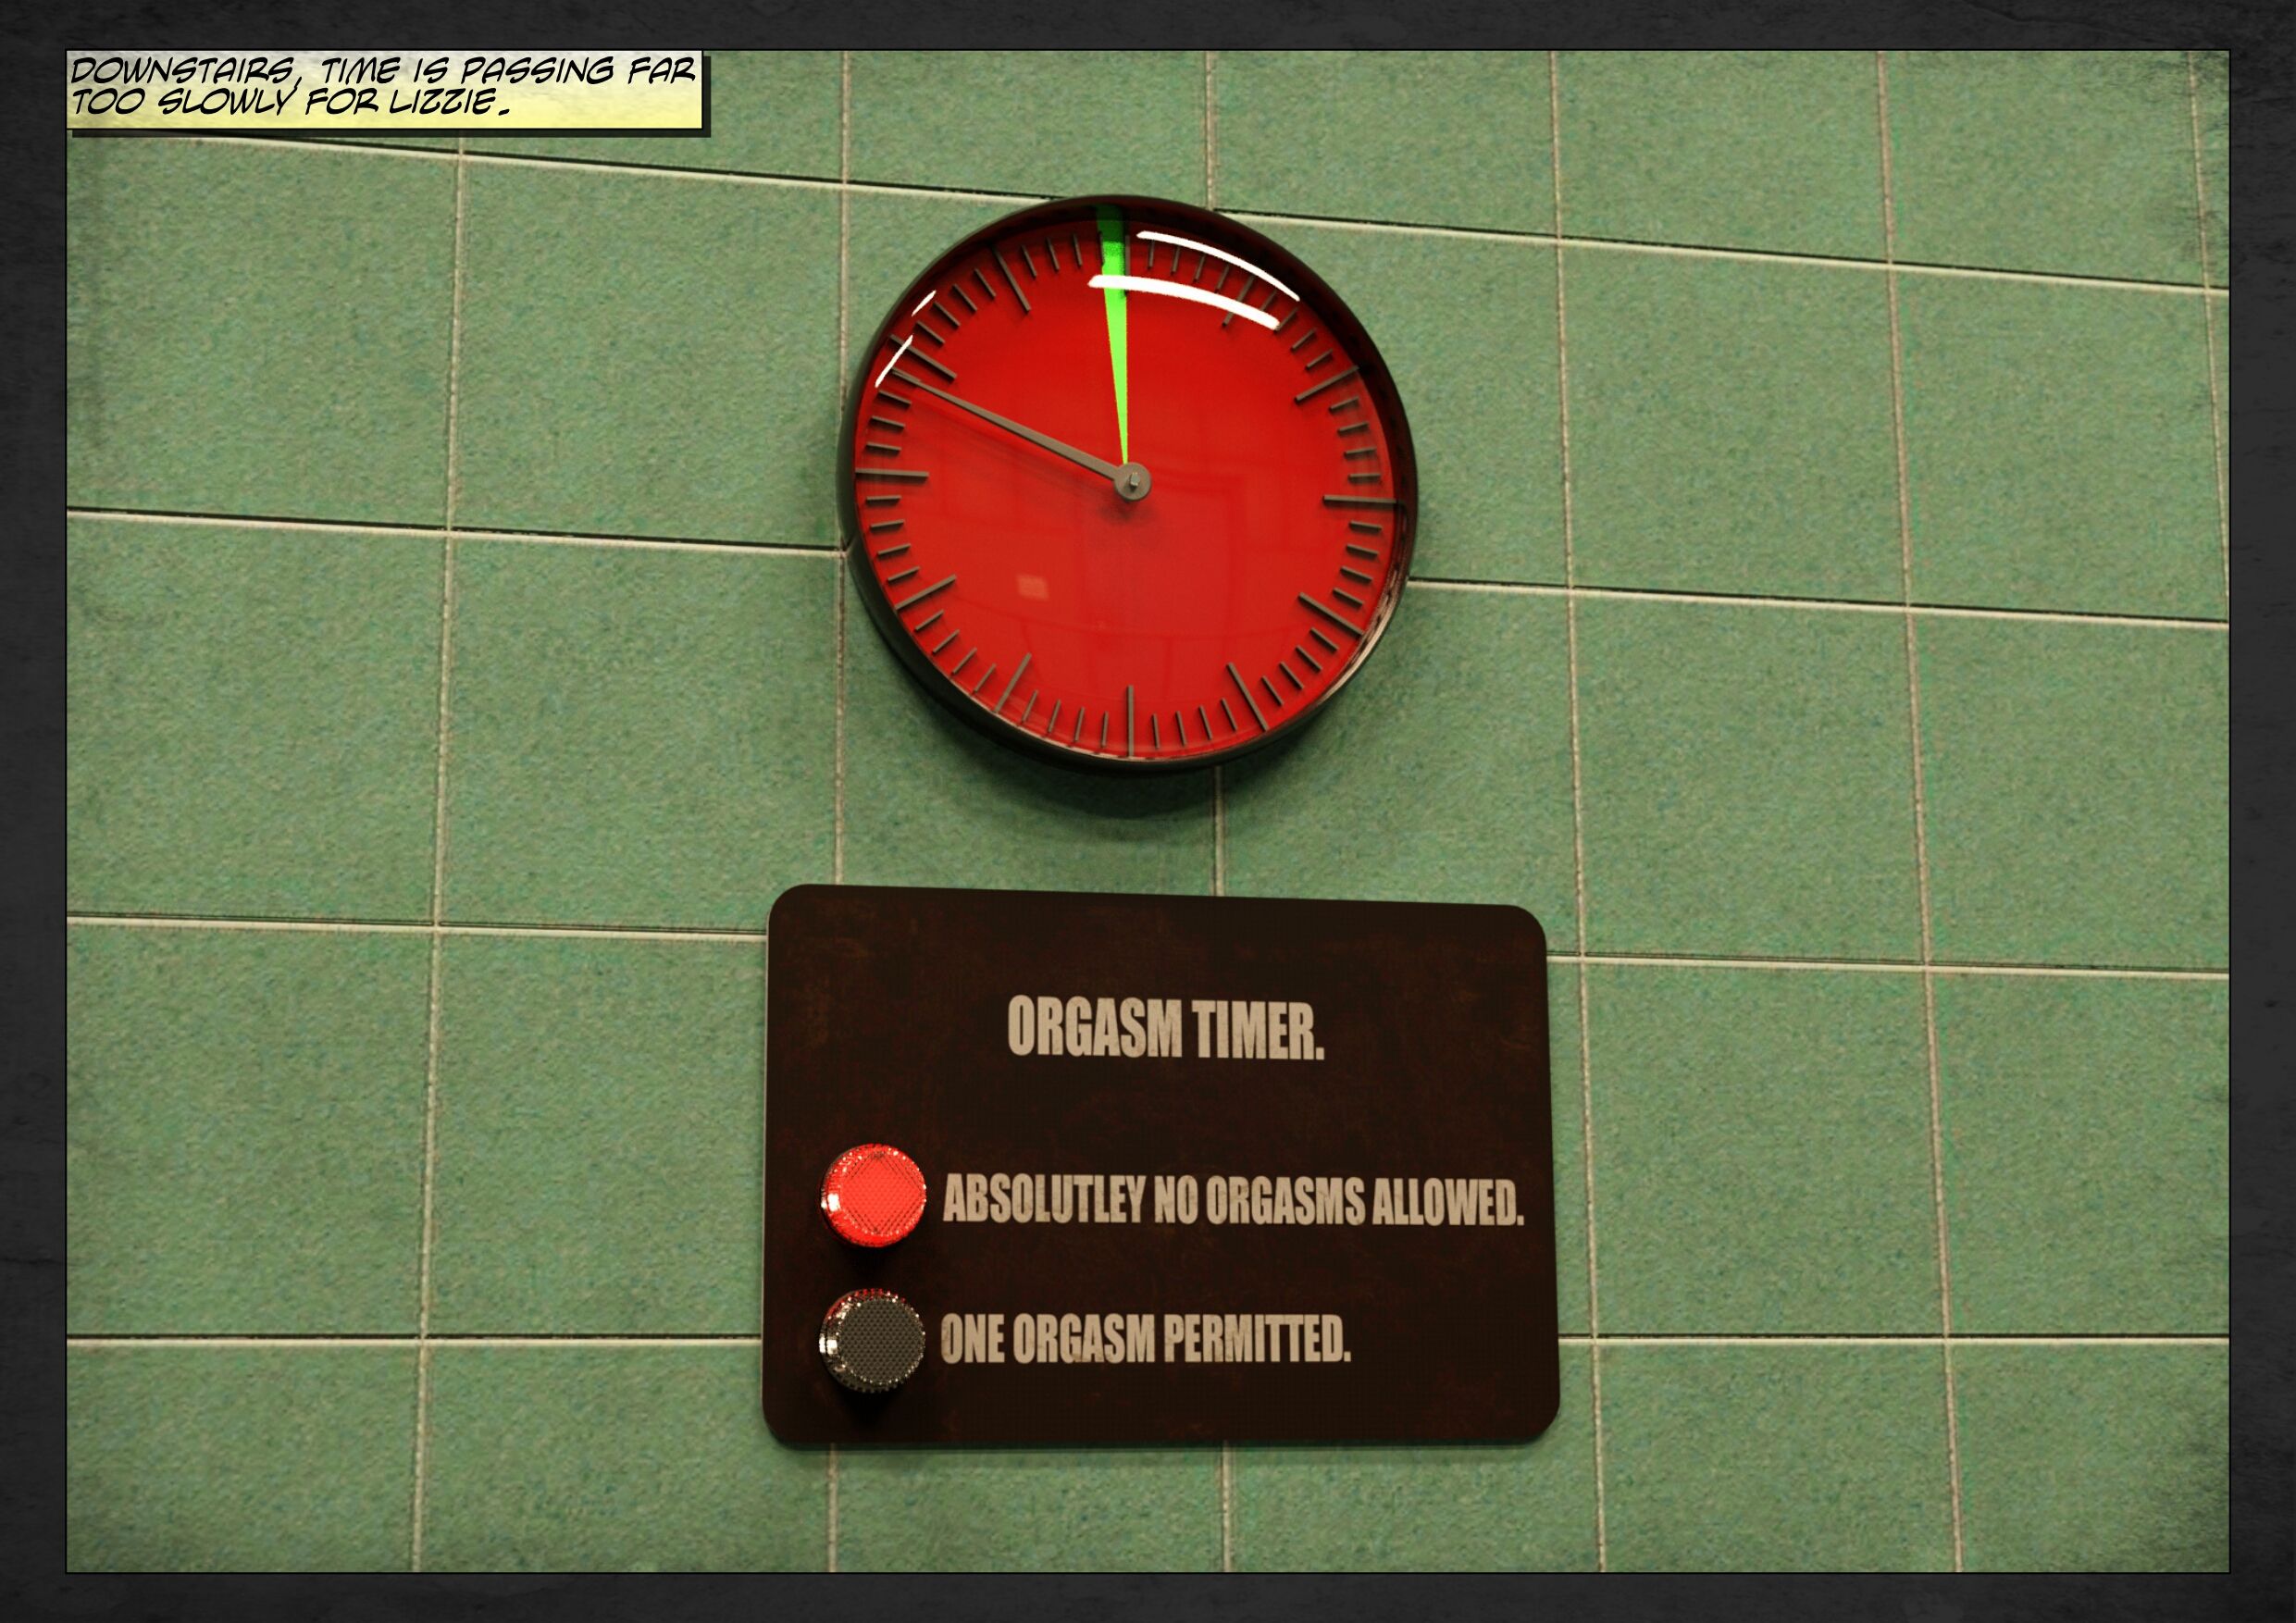 DOWNSTAIRS, TIME IS PASSING FAR
TOO SLOWLY FOR LIZZIE.
ORGASM TIMER.
ABSOLUTLEY NO ORGASMS ALLOWED.
ONE ORGASM PERMITTED.